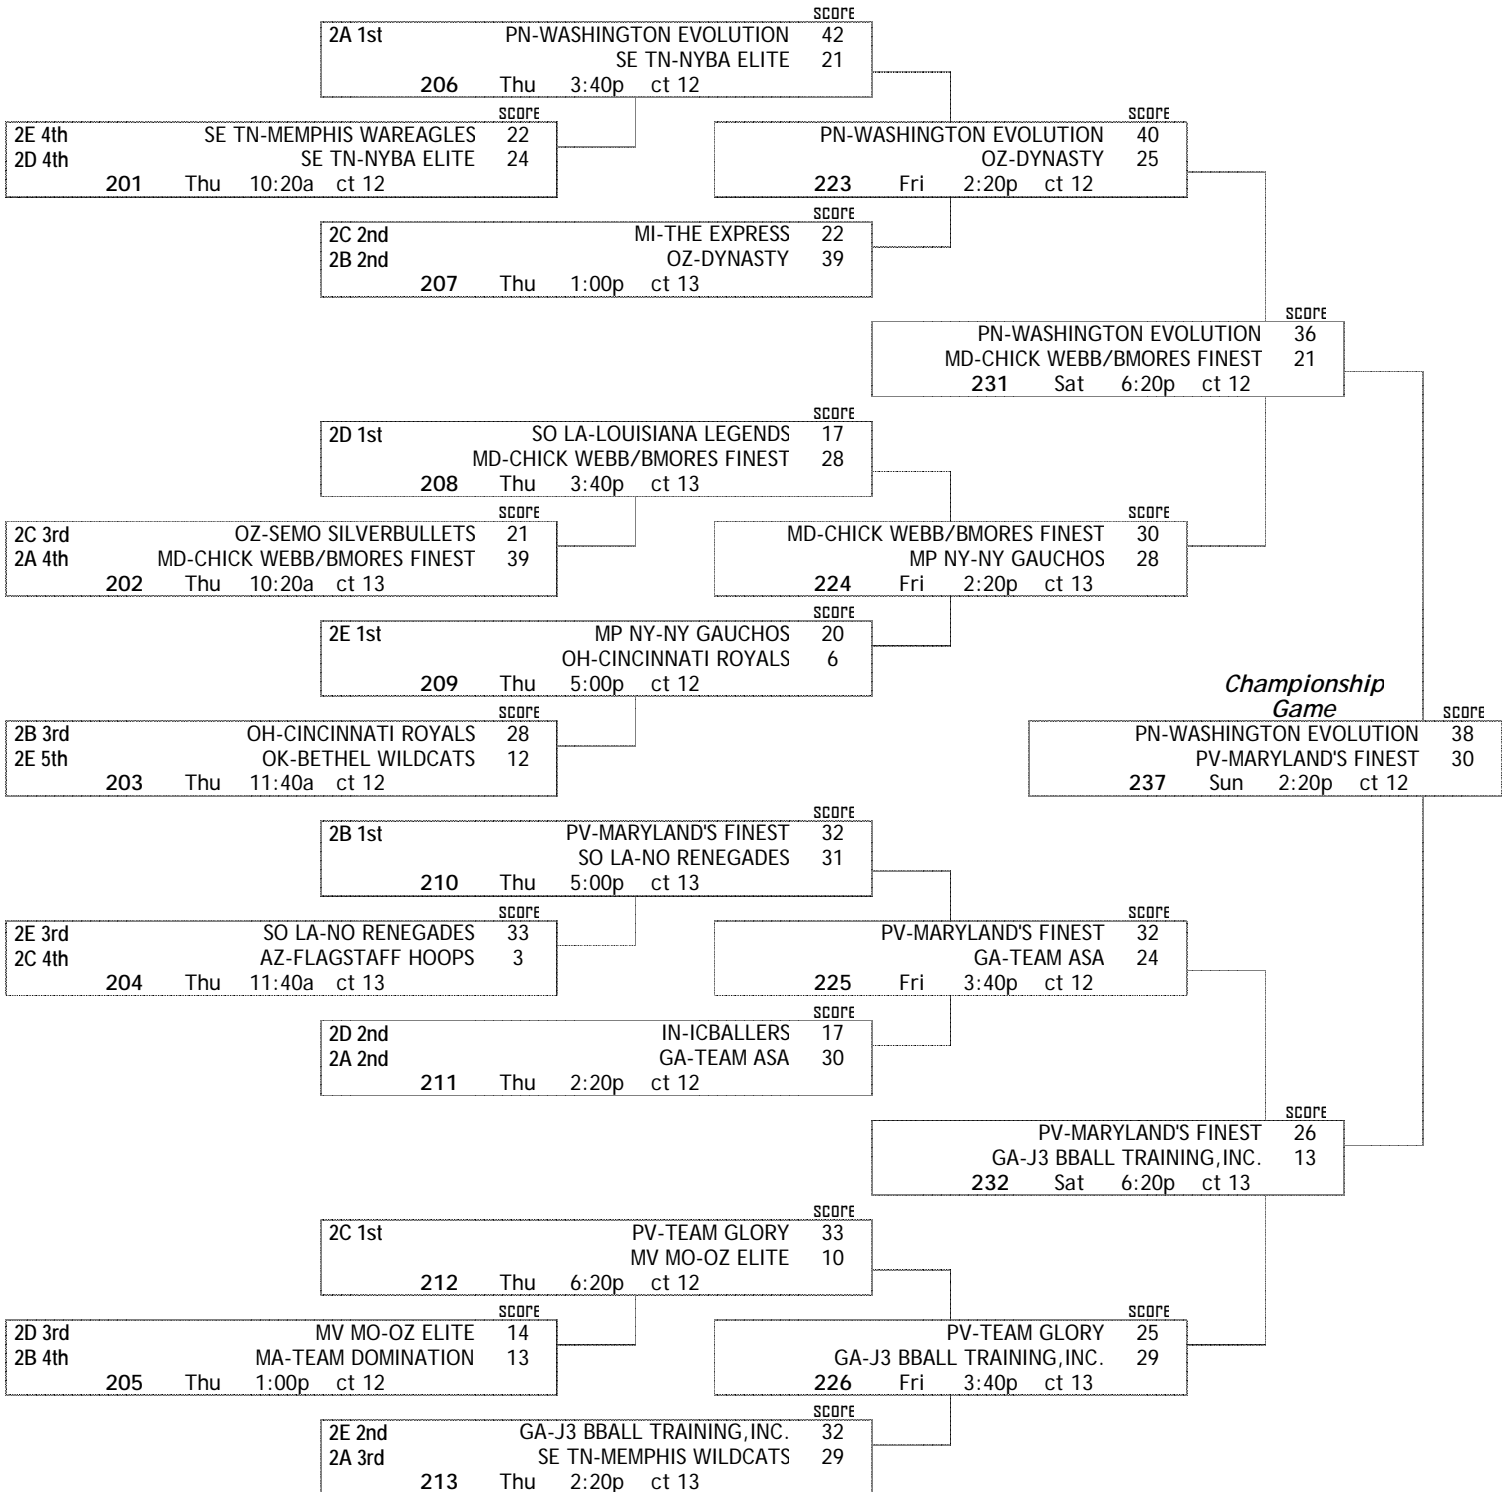 score
2A 1st PN-WASHINGTON EVOLUTION 42
SE TN-NYBA ELITE 21
206 Thu 3:40p ct 12
score
2E 4th SE TN-MEMPHIS WAREAGLES 22
2D 4th SE TN-NYBA ELITE 24
201 Thu 10:20a ct 12
score
PN-WASHINGTON EVOLUTION 40
OZ-DYNASTY 25
223 Fri 2:20p ct 12
score
2C 2nd MI-THE EXPRESS 22
2B 2nd OZ-DYNASTY 39
207 Thu 1:00p ct 13
score
PN-WASHINGTON EVOLUTION 36
MD-CHICK WEBB/BMORES FINEST 21
231 Sat 6:20p ct 12
score
2D 1st SO LA-LOUISIANA LEGENDS 17
MD-CHICK WEBB/BMORES FINEST 28
208 Thu 3:40p ct 13
score
2C 3rd OZ-SEMO SILVERBULLETS 21
2A 4th MD-CHICK WEBB/BMORES FINEST 39
202 Thu 10:20a ct 13
score
MD-CHICK WEBB/BMORES FINEST 30
MP NY-NY GAUCHOS 28
224 Fri 2:20p ct 13
score
2E 1st MP NY-NY GAUCHOS 20
OH-CINCINNATI ROYALS 6
209 Thu 5:00p ct 12
score
2B 3rd OH-CINCINNATI ROYALS 28
2E 5th OK-BETHEL WILDCATS 12
203 Thu 11:40a ct 12
Championship
Game
score
PN-WASHINGTON EVOLUTION 38
PV-MARYLAND'S FINEST 30
237 Sun 2:20p ct 12
score
2B 1st PV-MARYLAND'S FINEST 32
SO LA-NO RENEGADES 31
210 Thu 5:00p ct 13
score
2E 3rd SO LA-NO RENEGADES 33
2C 4th AZ-FLAGSTAFF HOOPS 3
204 Thu 11:40a ct 13
score
PV-MARYLAND'S FINEST 32
GA-TEAM ASA 24
225 Fri 3:40p ct 12
score
2D 2nd IN-ICBALLERS 17
2A 2nd GA-TEAM ASA 30
211 Thu 2:20p ct 12
score
PV-MARYLAND'S FINEST 26
GA-J3 BBALL TRAINING,INC. 13
232 Sat 6:20p ct 13
score
2C 1st PV-TEAM GLORY 33
MV MO-OZ ELITE 10
212 Thu 6:20p ct 12
score
2D 3rd MV MO-OZ ELITE 14
2B 4th MA-TEAM DOMINATION 13
205 Thu 1:00p ct 12
score
PV-TEAM GLORY 25
GA-J3 BBALL TRAINING,INC. 29
226 Fri 3:40p ct 13
score
2E 2nd GA-J3 BBALL TRAINING,INC. 32
2A 3rd SE TN-MEMPHIS WILDCATS 29
213 Thu 2:20p ct 13